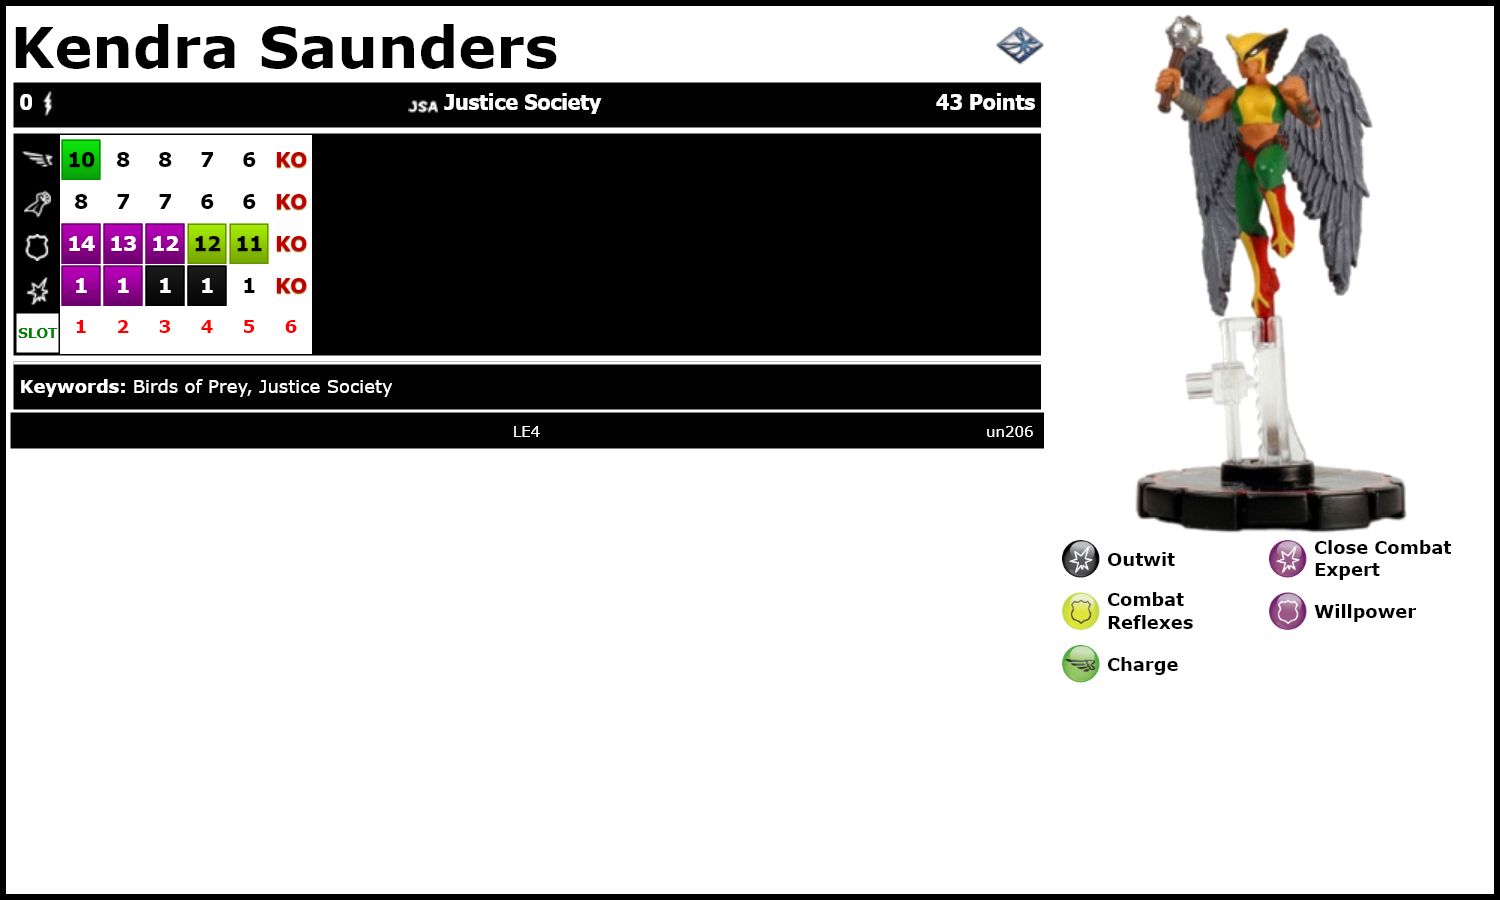 Kendra Saunders
0 JSA Justice Society 43 Points
10 8 8 7 6 KO
8 7 7 6 6 KO
14 13 12 12 11 KO
1 1 1 1 1 KO
SLOT 1 2 3 4 5 6
Keywords: Birds of Prey, Justice Society
LE4 un206
Outwit
Close Combat
Expert
Combat
Reflexes
Willpower
Charge